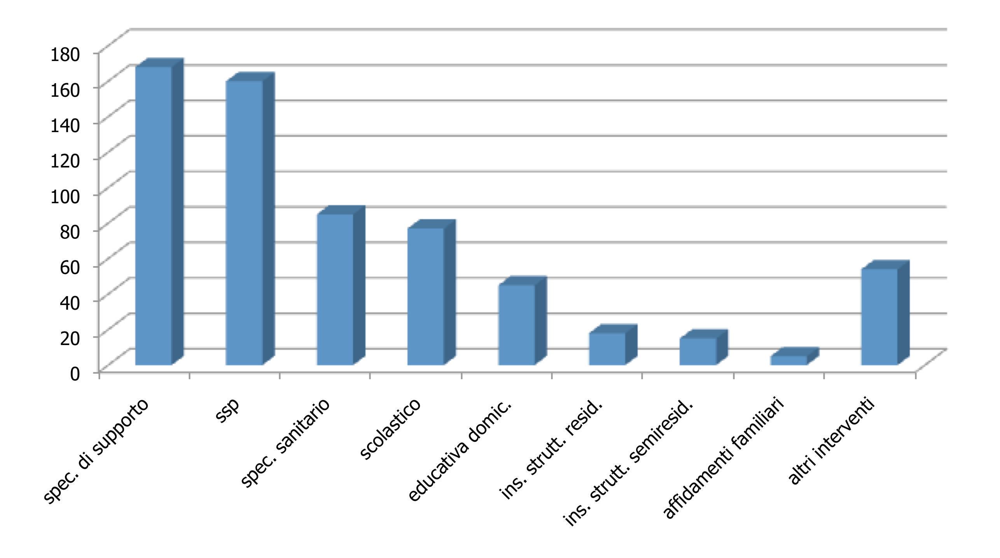 180
160
140
120
100
80
60
40
20
0
spec. di supporto
ssp
spec. sanitario
scolastico
educativa domic.
ins. strutt. resid.
ins. strutt. semiresid.
affidamenti familiari
altri interventi